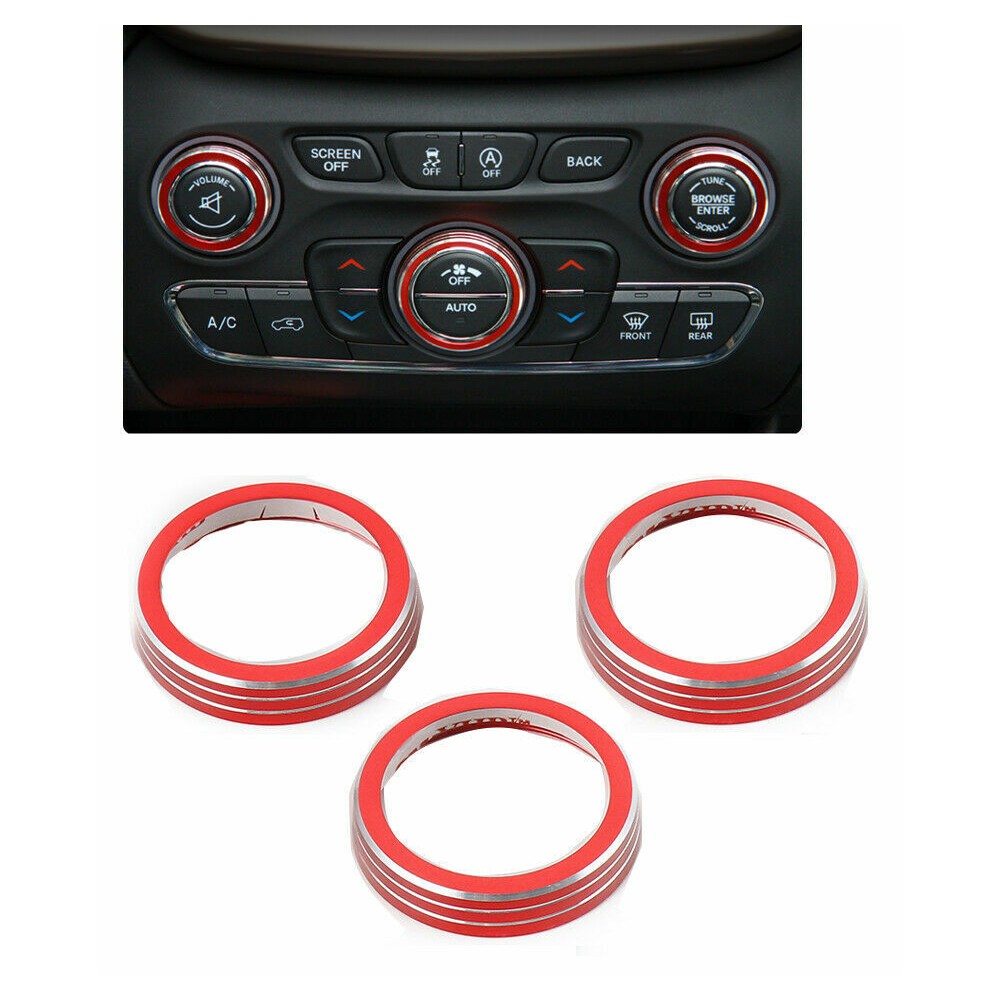 SCREEN
OFF
OFF
A
OFF
BACK
VOLUME
TUNE
BROWSE
ENTER
SCROLL
OFF
AUTO
A/C
FRONT
REAR